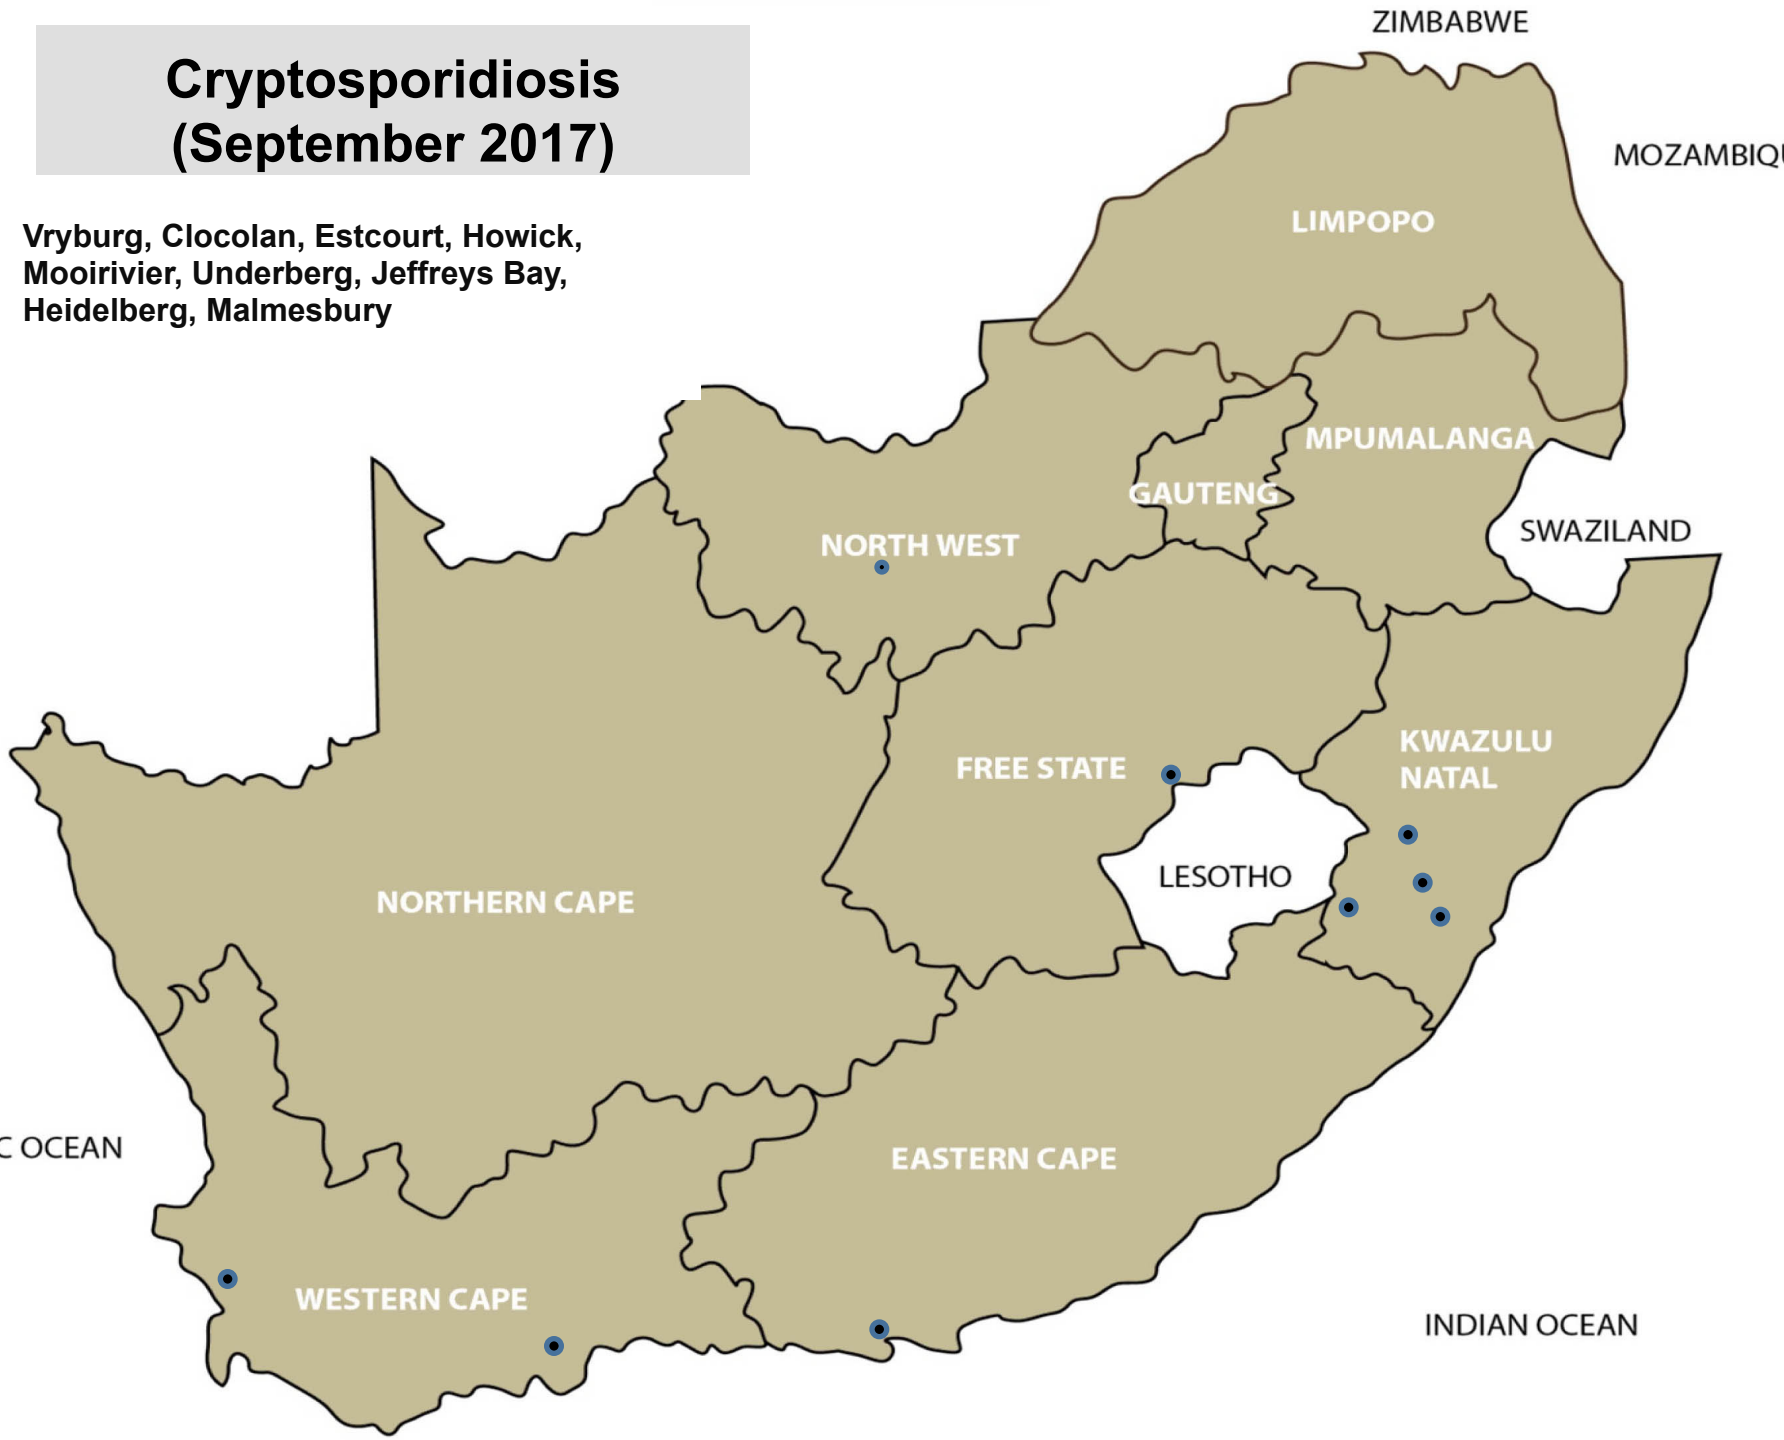 Cryptosporidiosis
(September 2017)
Vryburg, Clocolan, Estcourt, Howick,
Mooirivier, Underberg, Jeffreys Bay,
Heidelberg, Malmesbury
ZIMBABWE
MOZAMBIQU
LIMPOPO
MPUMALANGA
GAUTENG
SWAZILAND
NORTH WEST
KWAZULU
NATAL
FREE STATE
LESOTHO
NORTHERN CAPE
C OCEAN
EASTERN CAPE
WESTERN CAPE
INDIAN OCEAN